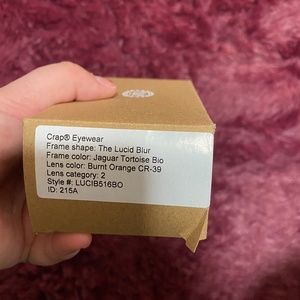 Crap® Eyewear
Frame shape: The Lucid Blur
Frame color: Jaguar Tortoise Bio
Lens color: Burnt Orange CR-39
Lens category: 2
Style #: LUCIB516BO
ID: 215A